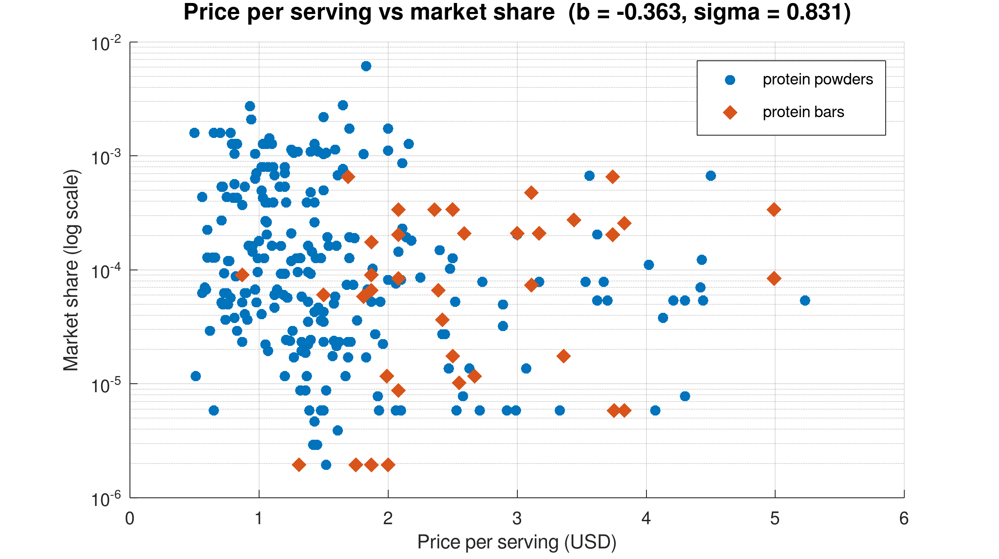 Price per serving vs market share (b = -0.363, sigma = 0.831)
10^-2
10^-3
10^-4
10^-5
10^-6
Market share (log scale)
protein powders
protein bars
0 1 2 3 4 5 6
Price per serving (USD)